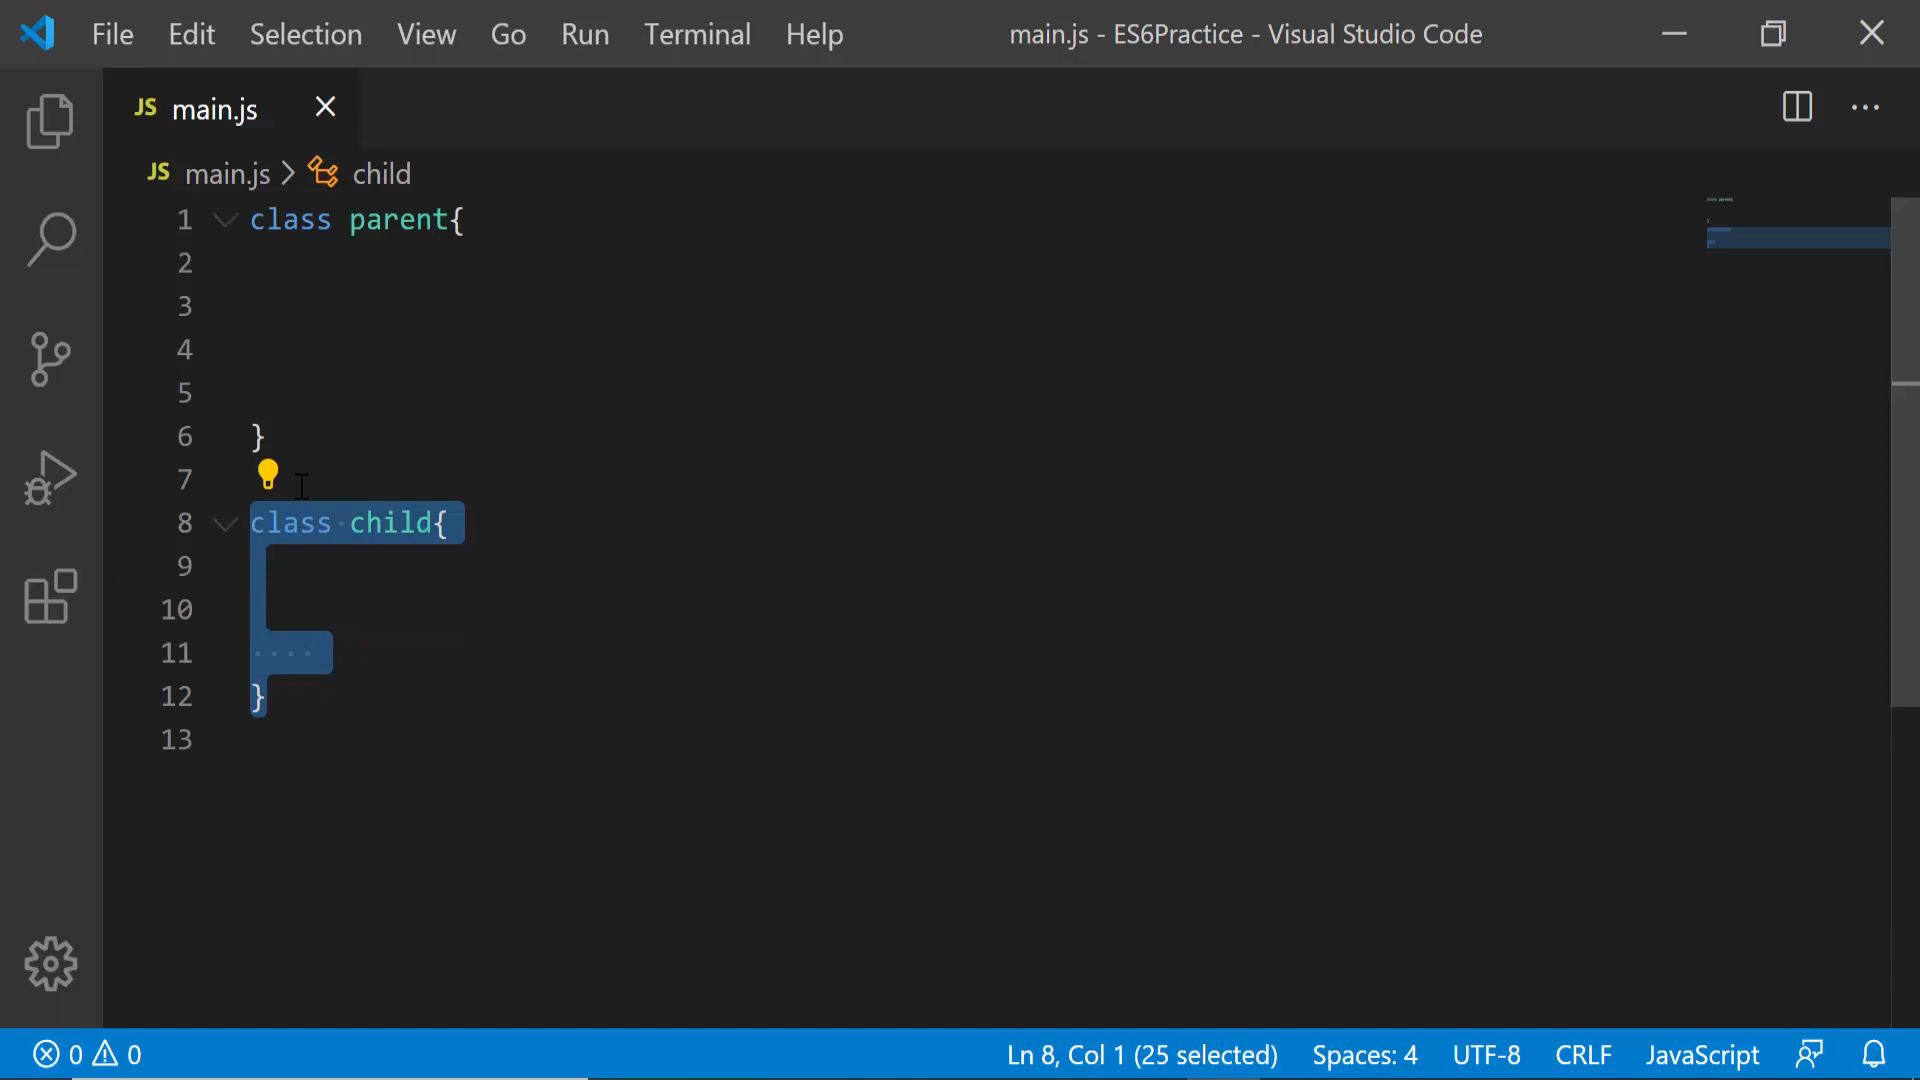 File Edit Selection View Go Run Terminal Help main.js - ES6Practice - Visual Studio Code
JS main.js
JS main.js > child
1 class parent{
2
3
4
5
6 }
7
8 class child{
9
10
11
12 }
13
0 0 Ln 8, Col 1 (25 selected) Spaces: 4 UTF-8 CRLF JavaScript